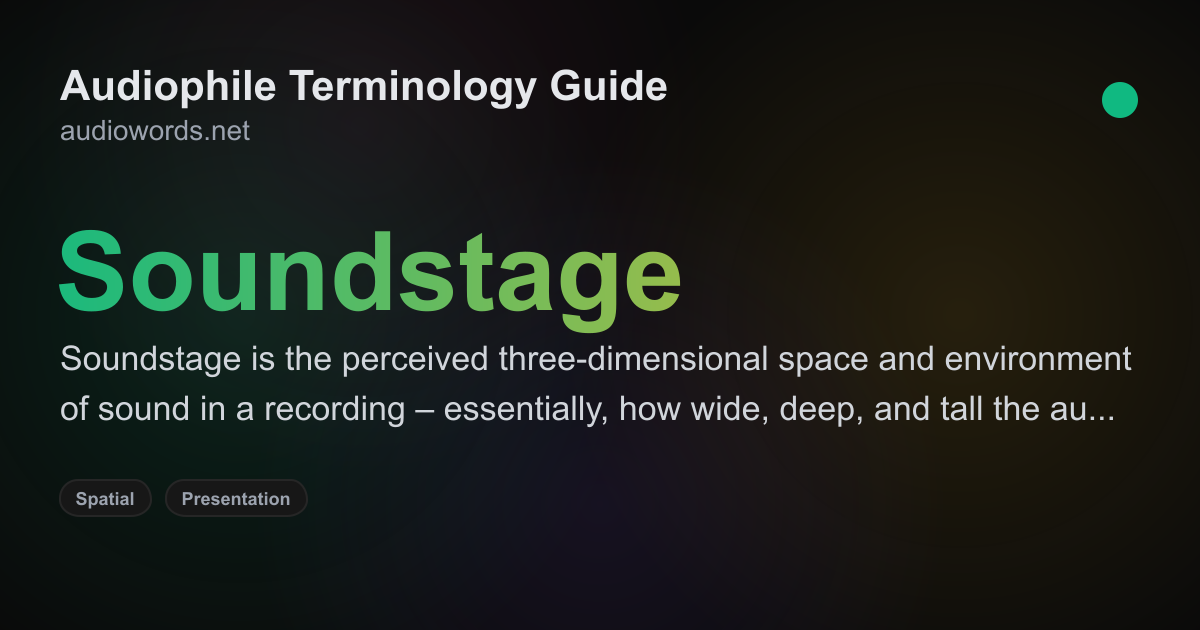 Audiophile Terminology Guide
audiowords.net
Soundstage
Soundstage is the perceived three-dimensional space and environment
of sound in a recording – essentially, how wide, deep, and tall the au...
Spatial
Presentation